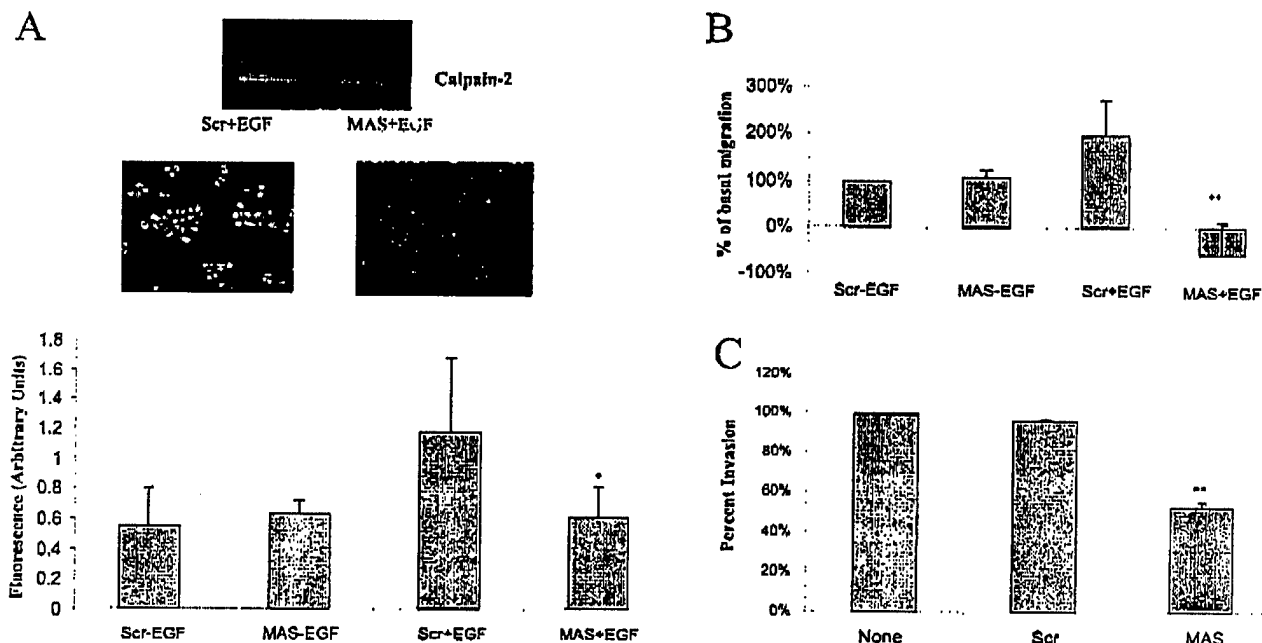 A
Calpain-2
Scr+EGF MAS+EGF
Fluorescence (Arbitrary Units)
1.8
1.6
1.4
1.2
1
0.8
0.6
0.4
0.2
0
*
Scr-EGF MAS-EGF Scr+EGF MAS+EGF
B
% of basal migration
300%
200%
100%
0%
-100%
**
Scr-EGF MAS-EGF Scr+EGF MAS+EGF
C
Percent Invasion
120%
100%
80%
60%
40%
20%
0%
**
None Scr MAS